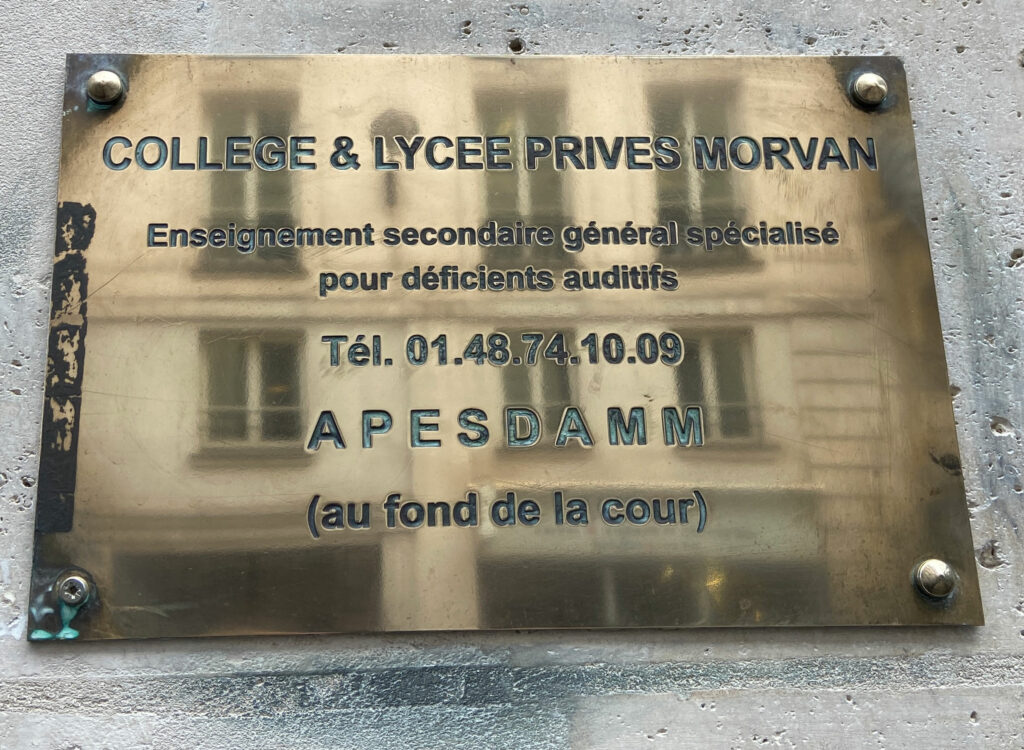 COLLEGE & LYCEE PRIVES MORVAN
Enseignement secondaire général spécialisé
pour déficients auditifs
Tél. 01.48.74.10.09
APESDAMM
(au fond de la cour)